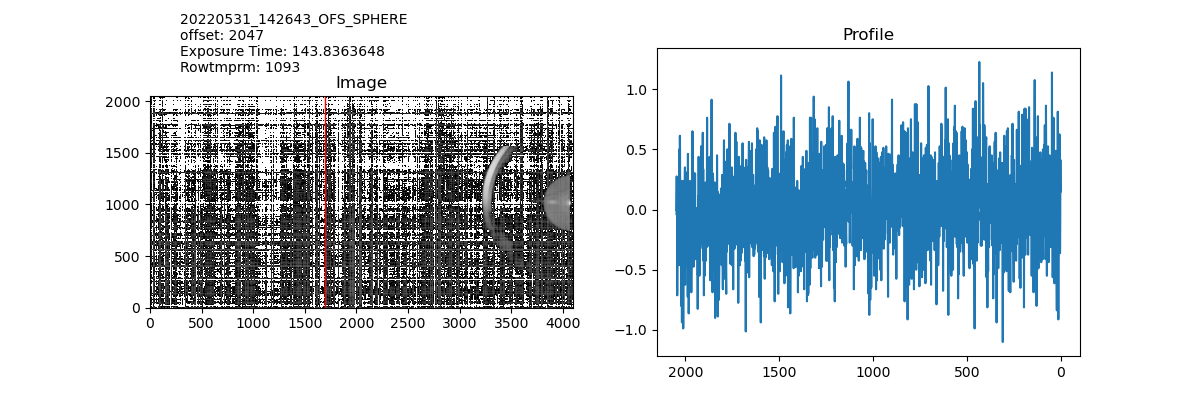 20220531_142643_OFS_SPHERE
offset: 2047
Exposure Time: 143.8363648
Rowtmprm: 1093
Image
2000
1500
1000
500
0
0 500 1000 1500 2000 2500 3000 3500 4000
Profile
1.0
0.5
0.0
−0.5
−1.0
2000 1500 1000 500 0